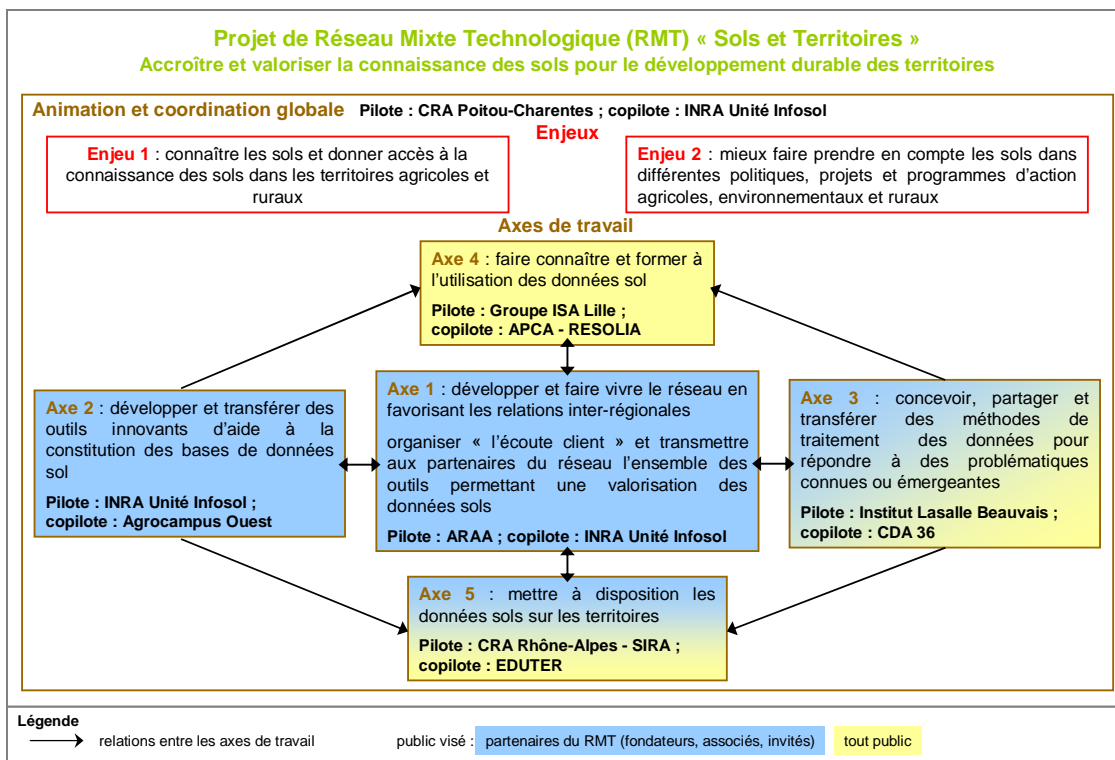 Projet de Réseau Mixte Technologique (RMT) « Sols et Territoires »
Accroître et valoriser la connaissance des sols pour le développement durable des territoires
Animation et coordination globale Pilote : CRA Poitou-Charentes ; copilote : INRA Unité Infosol
Enjeux
Enjeu 1 : connaître les sols et donner accès à la
connaissance des sols dans les territoires agricoles et
ruraux
Enjeu 2 : mieux faire prendre en compte les sols dans
différentes politiques, projets et programmes d'action
agricoles, environnementaux et ruraux
Axes de travail
Axe 4 : faire connaître et former à
l'utilisation des données sol
Pilote : Groupe ISA Lille ;
copilote : APCA - RESOLIA
Axe 2 : développer et transférer des
outils innovants d'aide à la
constitution des bases de données
sol
Pilote : INRA Unité Infosol ;
copilote : Agrocampus Ouest
Axe 1 : développer et faire vivre le réseau en
favorisant les relations inter-régionales
organiser « l'écoute client » et transmettre
aux partenaires du réseau l'ensemble des
outils permettant une valorisation des
données sols
Pilote : ARAA ; copilote : INRA Unité Infosol
Axe 3 : concevoir, partager et
transférer des méthodes de
traitement des données pour
répondre à des problématiques
connues ou émergeantes
Pilote : Institut Lasalle Beauvais ;
copilote : CDA 36
Axe 5 : mettre à disposition les
données sols sur les territoires
Pilote : CRA Rhône-Alpes - SIRA ;
copilote : EDUTER
Légende
relations entre les axes de travail
public visé : partenaires du RMT (fondateurs, associés, invités) tout public